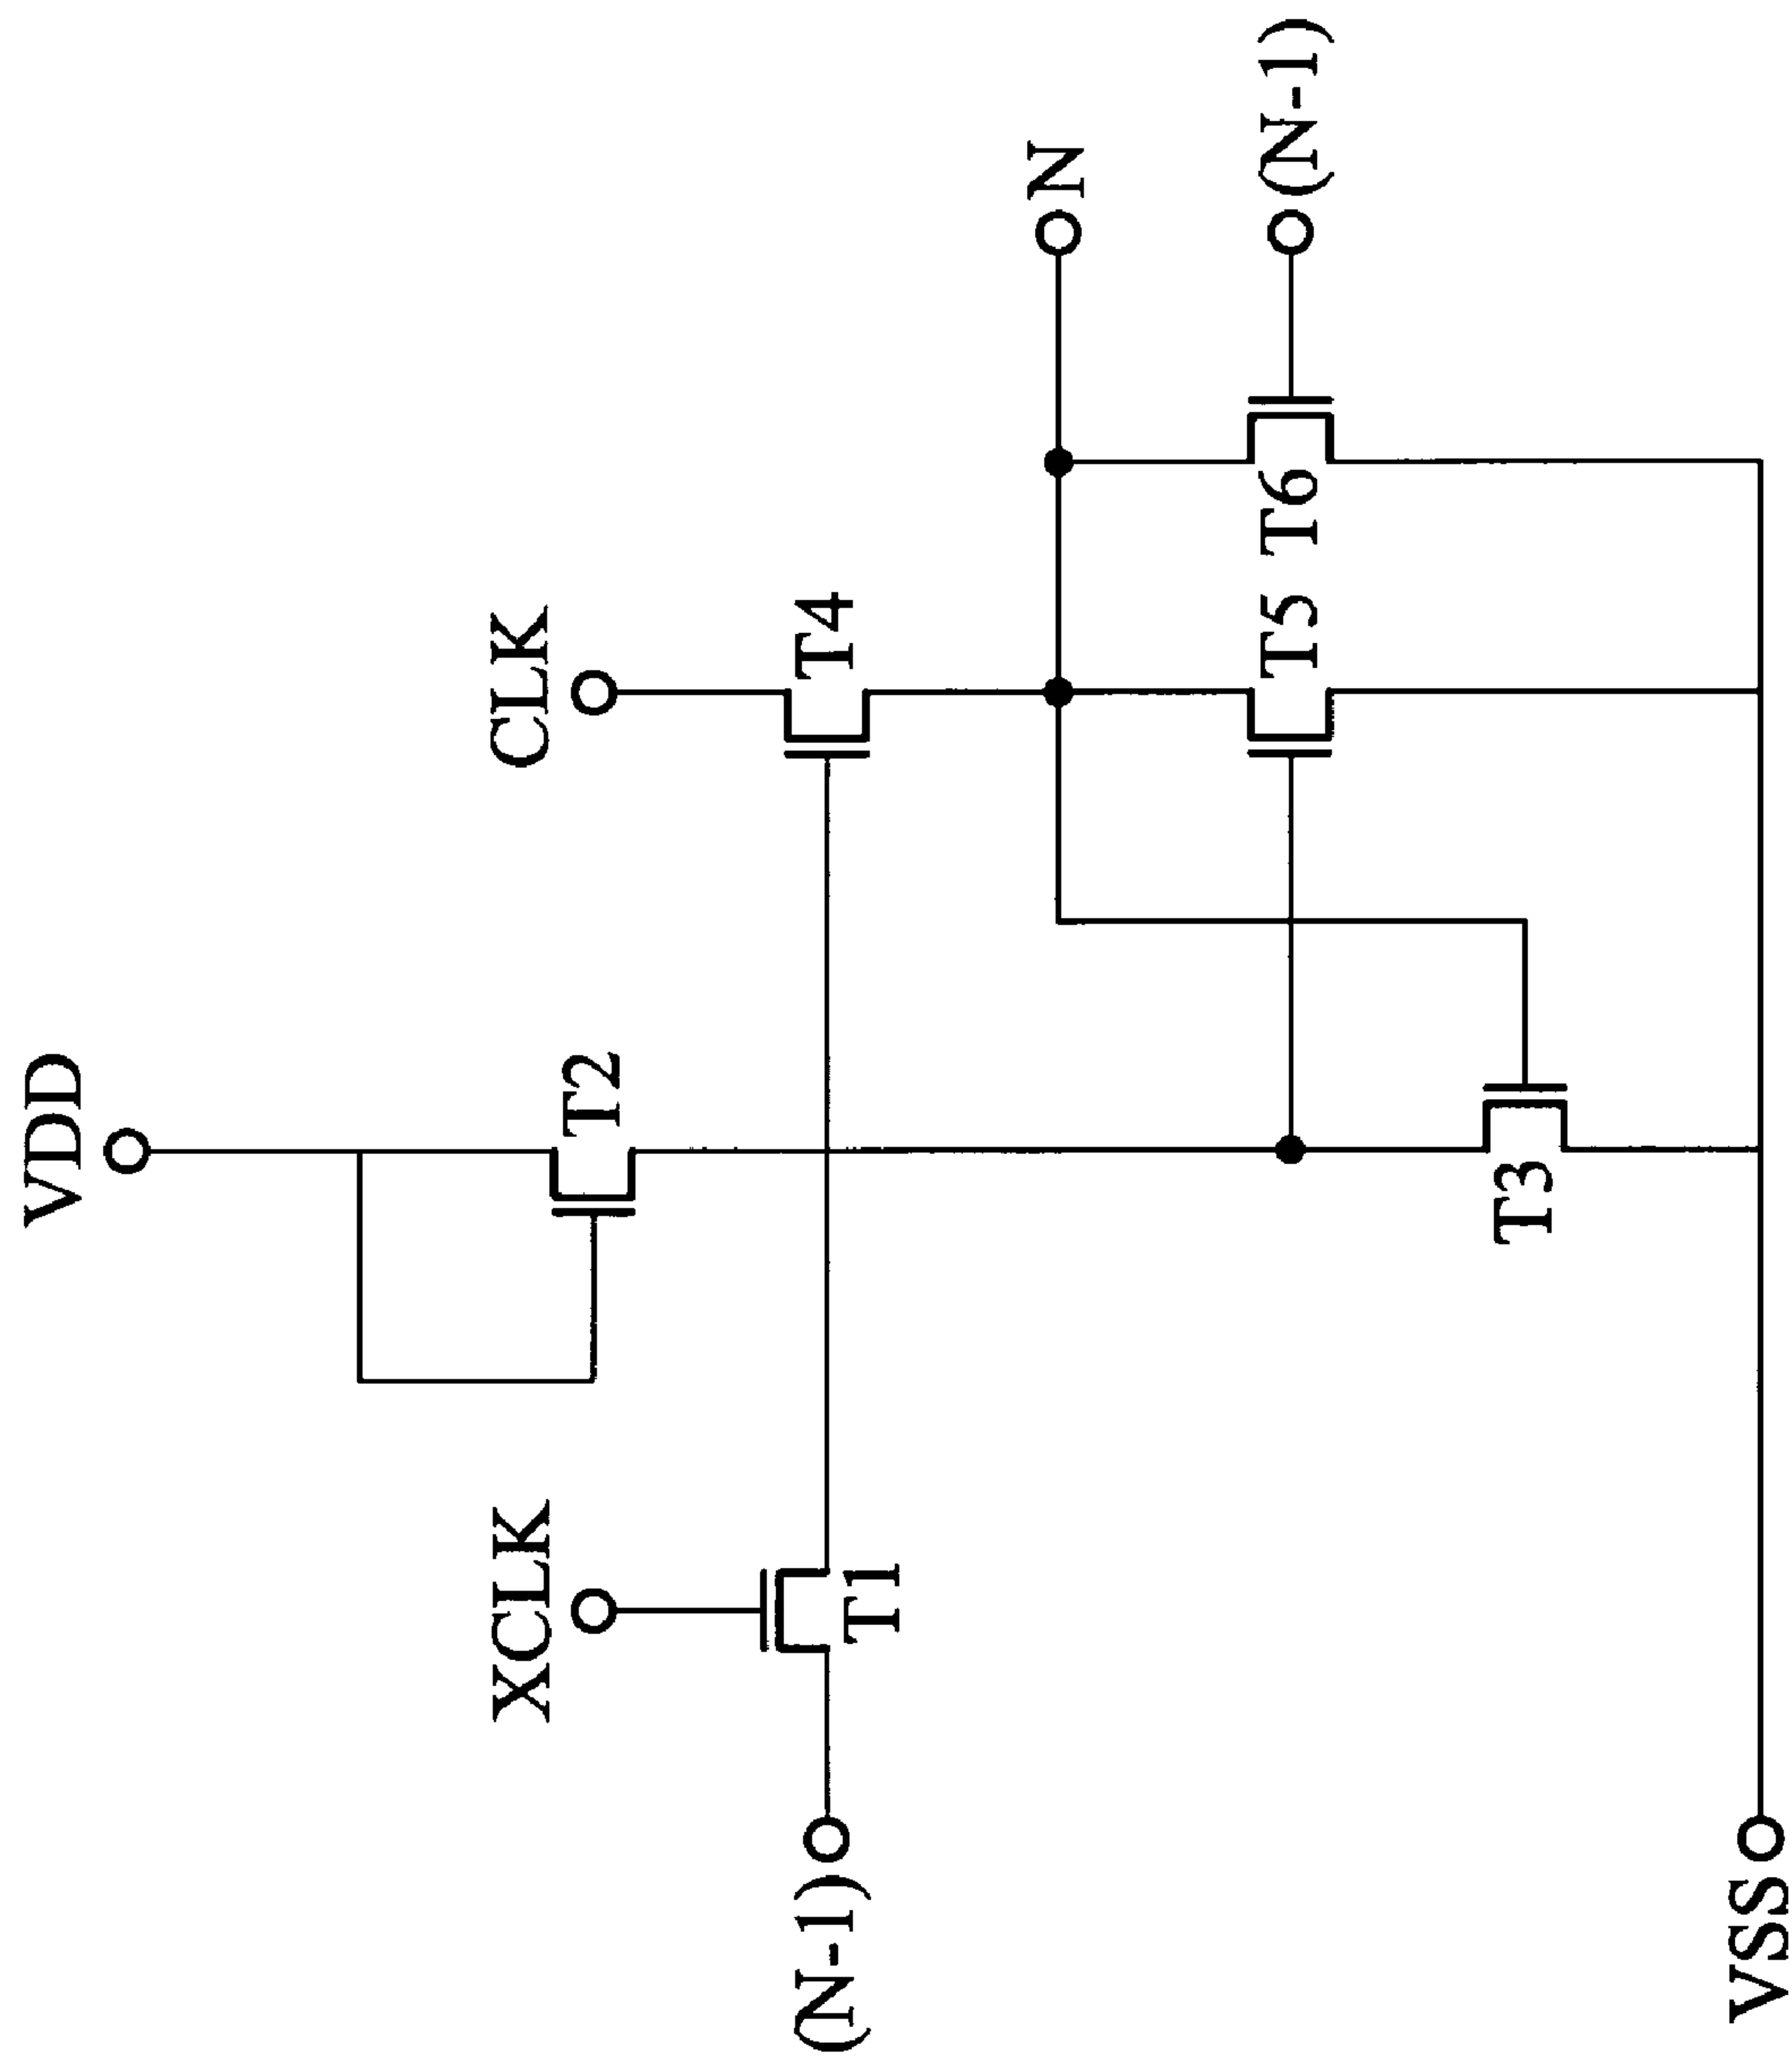 VDD
CLK
XCLK
N
(N-1)
T2
T4
T1
(N-1)
T5
T6
T3
VSS